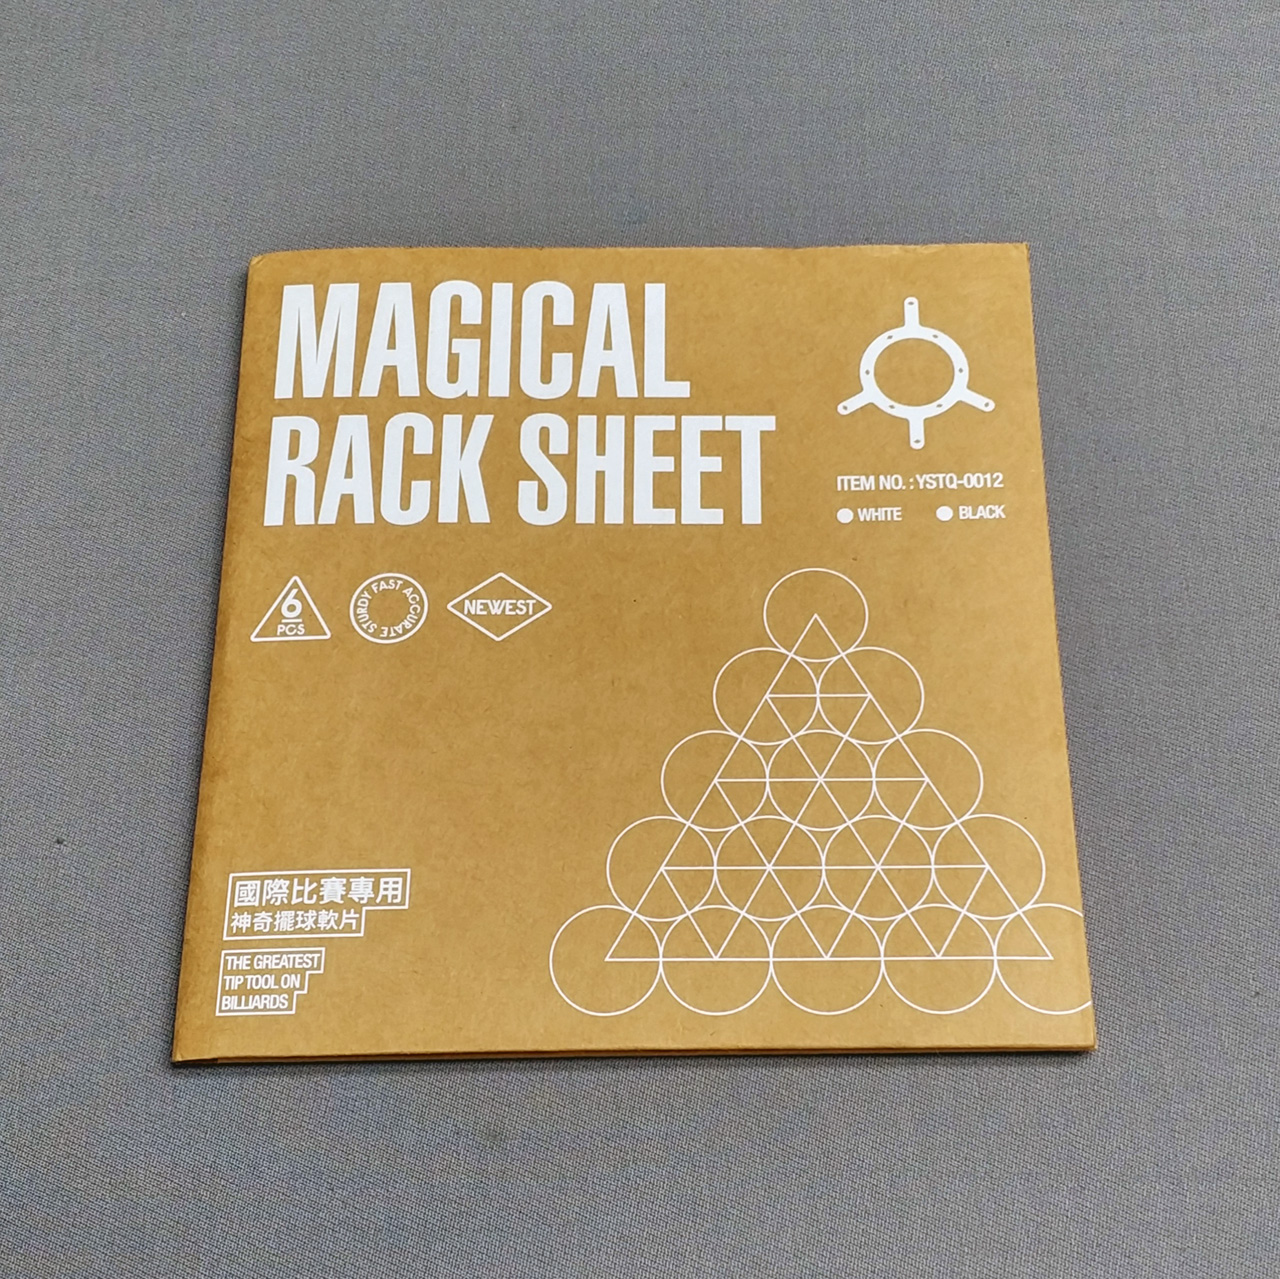 MAGICAL
RACK SHEET
ITEM NO. : YSTQ-0012
WHITE BLACK
6
PCS
STURDY FAST ACCURATE
NEWEST
國際比賽專用
神奇擺球軟片
THE GREATEST
TIP TOOL ON
BILLIARDS